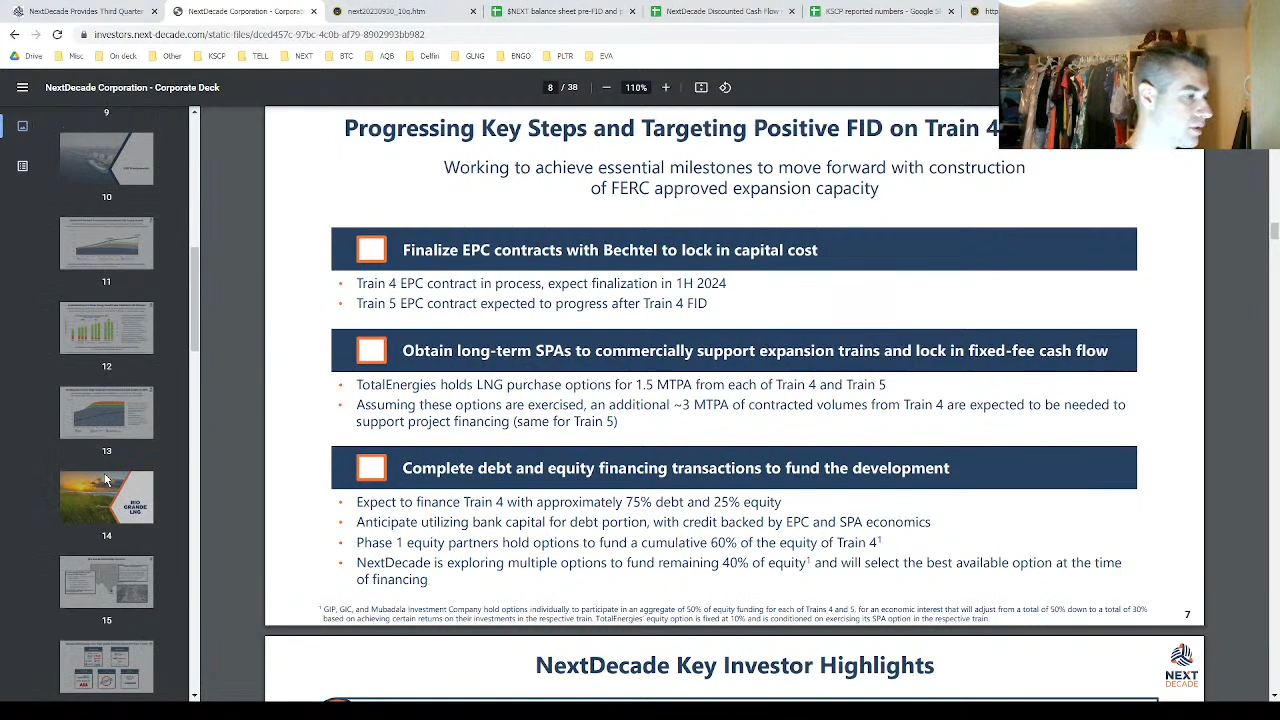 NextDecade Provides Third Quarter
NextDecade Corporation - Corporate
next20230930_10q.htm
$NEXT balance sheet pre-FID and p
NextDecade Discounted Cash Flow
KSCP reported numbers - Google S
investors.next-decade.com/static-files/dced457c-97bc-4c0b-af79-8902993bb982
Drive
Misc
On deck
Other
KSCP
TELL
NEXT
BTC
AQB
Delfin
GLNG
BNGO
PLTR
EVA
NextDecade Corporation - Corporate Deck
8 / 38
110%
9
10
11
12
13
RIO
GRANDE
LNG
14
15
Progressing Key Steps and Targeting Positive FID on Train 4
Working to achieve essential milestones to move forward with construction
of FERC approved expansion capacity
Finalize EPC contracts with Bechtel to lock in capital cost
• Train 4 EPC contract in process, expect finalization in 1H 2024
• Train 5 EPC contract expected to progress after Train 4 FID
Obtain long-term SPAs to commercially support expansion trains and lock in fixed-fee cash flow
• TotalEnergies holds LNG purchase options for 1.5 MTPA from each of Train 4 and Train 5
• Assuming these options are exercised, an additional ~3 MTPA of contracted volumes from Train 4 are expected to be needed to
support project financing (same for Train 5)
Complete debt and equity financing transactions to fund the development
• Expect to finance Train 4 with approximately 75% debt and 25% equity
• Anticipate utilizing bank capital for debt portion, with credit backed by EPC and SPA economics
• Phase 1 equity partners hold options to fund a cumulative 60% of the equity of Train 4¹
• NextDecade is exploring multiple options to fund remaining 40% of equity¹ and will select the best available option at the time
of financing
¹ GIP, GIC, and Mubadala Investment Company hold options individually to participate in an aggregate of 50% of equity funding for each of Trains 4 and 5, for an economic interest that will adjust from a total of 50% down to a total of 30%
based on achieving certain returns on their investments in the respective train. TotalEnergies' equity option is fixed at 10% and is conditioned on exercising its SPA option in the respective train.
7
NextDecade Key Investor Highlights
NEXT
DECADE